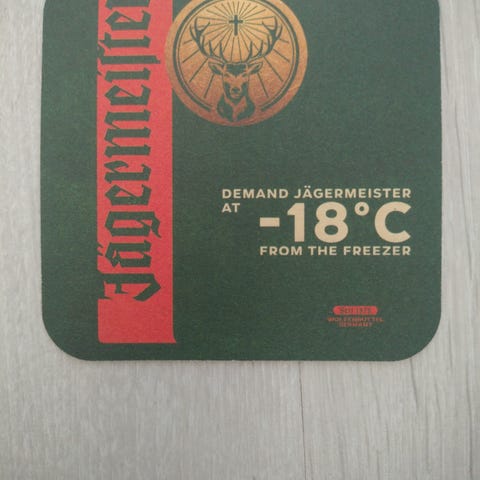 Jägermeister
DEMAND JÄGERMEISTER
AT -18°C
FROM THE FREEZER
WOLFENBÜTTEL
GERMANY